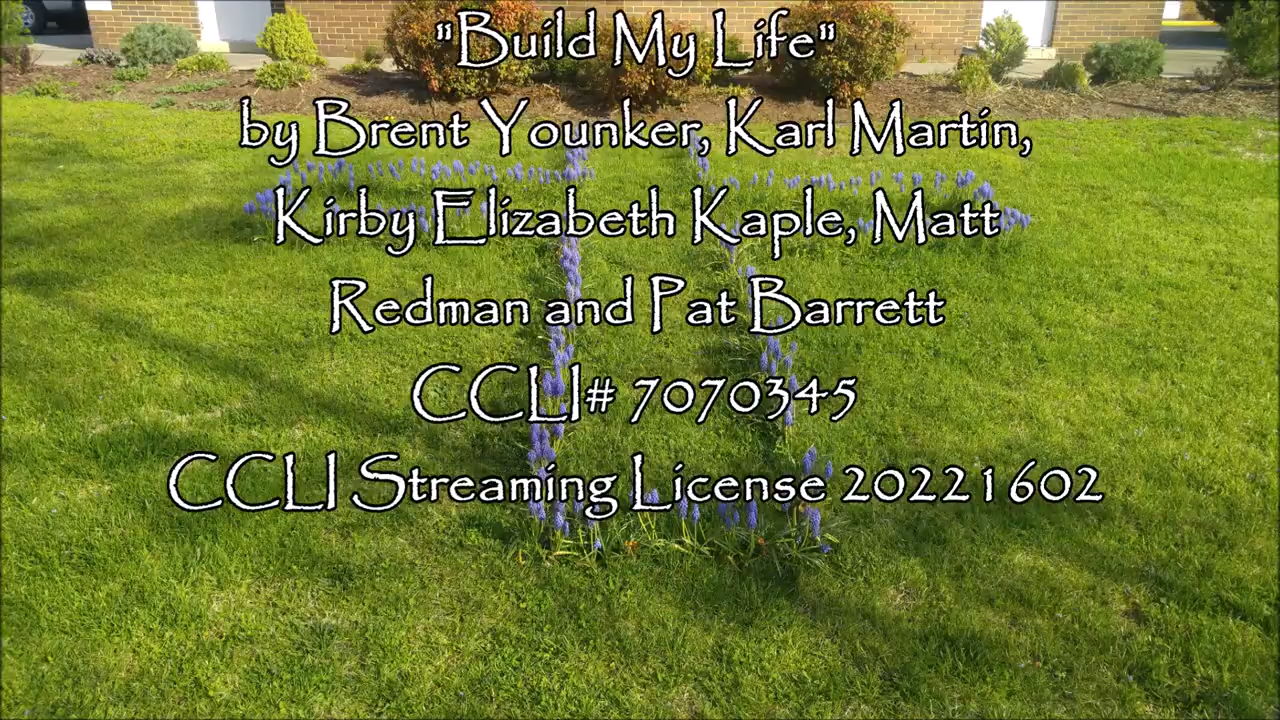 "Build My Life"
by Brent Younker, Karl Martin,
Kirby Elizabeth Kaple, Matt
Redman and Pat Barrett
CCLI# 7070345
CCLI Streaming License 20221602